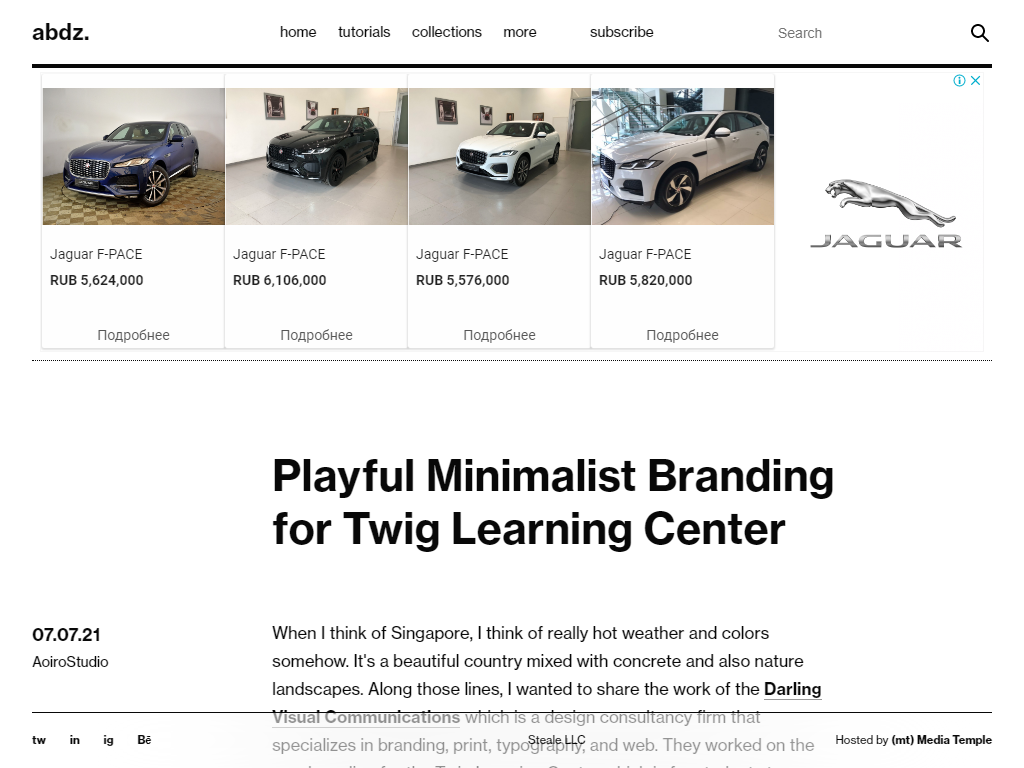 abdz.
home tutorials collections more subscribe Search
Jaguar F-PACE Jaguar F-PACE Jaguar F-PACE Jaguar F-PACE
RUB 5,624,000 RUB 6,106,000 RUB 5,576,000 RUB 5,820,000
Подробнее Подробнее Подробнее Подробнее
JAGUAR
Playful Minimalist Branding
for Twig Learning Center
07.07.21
AoiroStudio
When I think of Singapore, I think of really hot weather and colors
somehow. It's a beautiful country mixed with concrete and also nature
landscapes. Along those lines, I wanted to share the work of the Darling
Visual Communications which is a design consultancy firm that
specializes in branding, print, typography, and web. They worked on the
tw in ig Bē
Steale LLC
Hosted by (mt) Media Temple